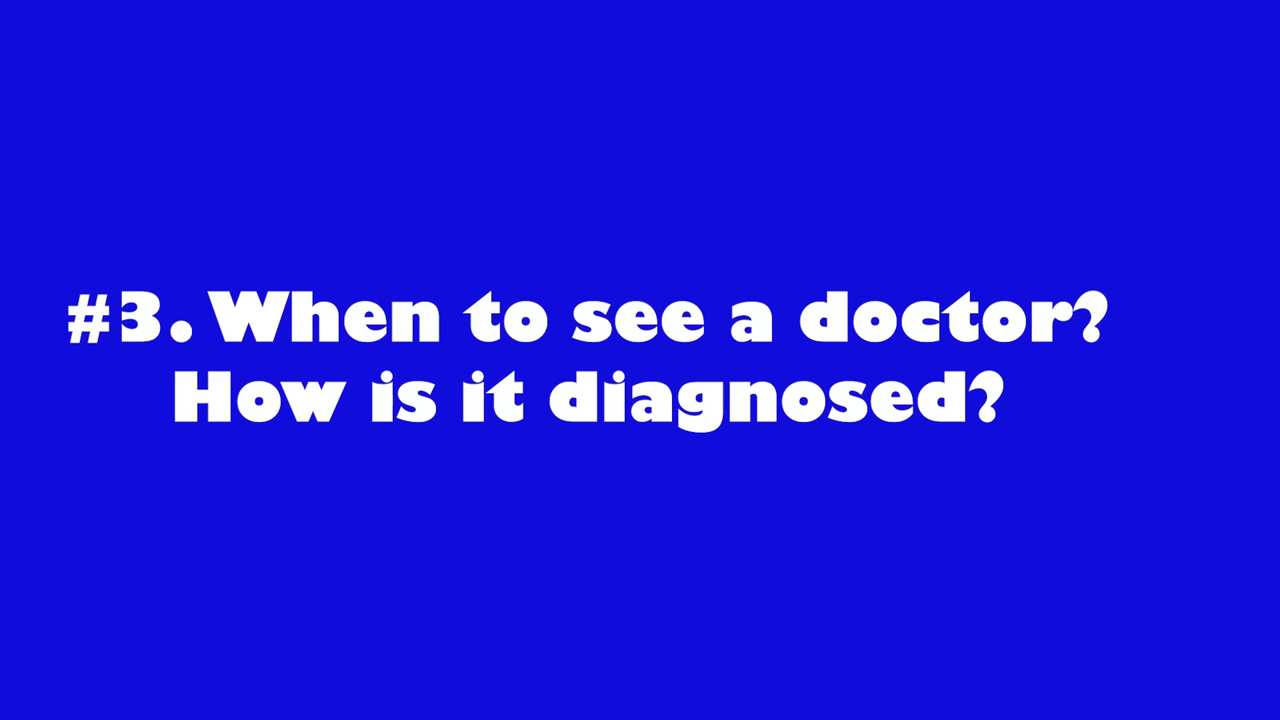 #3. When to see a doctor?
How is it diagnosed?